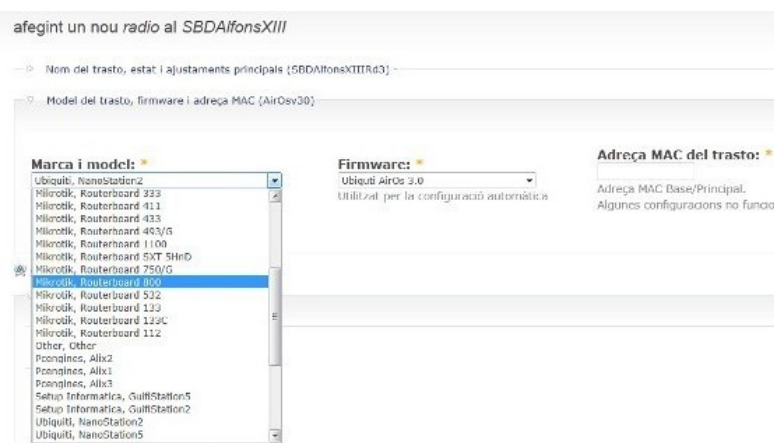 afegint un nou radio al SBDAlfonsXIII
Nom del trasto, estat i ajustaments principals (SBDAlfonsXIIIRd3)
Model del trasto, firmware i adreça MAC (AirOsv30)
Marca i model: *
Ubiquiti, NanoStation2
Mikrotik, Routerboard 333
Mikrotik, Routerboard 411
Mikrotik, Routerboard 433
Mikrotik, Routerboard 493/G
Mikrotik, Routerboard 1100
Mikrotik, Routerboard SXT 5HnD
Mikrotik, Routerboard 750/G
Mikrotik, Routerboard 800
Mikrotik, Routerboard 532
Mikrotik, Routerboard 133
Mikrotik, Routerboard 133C
Mikrotik, Routerboard 112
Other, Other
Pcengines, Alix2
Pcengines, Alix1
Pcengines, Alix3
Setup Informatica, GuifiStation5
Setup Informatica, GuifiStation2
Ubiquiti, NanoStation2
Ubiquiti, NanoStation5
Firmware: *
Ubiquti AirOs 3.0
Utilitzat per la configuració automàtica
Adreça MAC del trasto: *
Adreça MAC Base/Principal.
Algunes configuracions no funcio